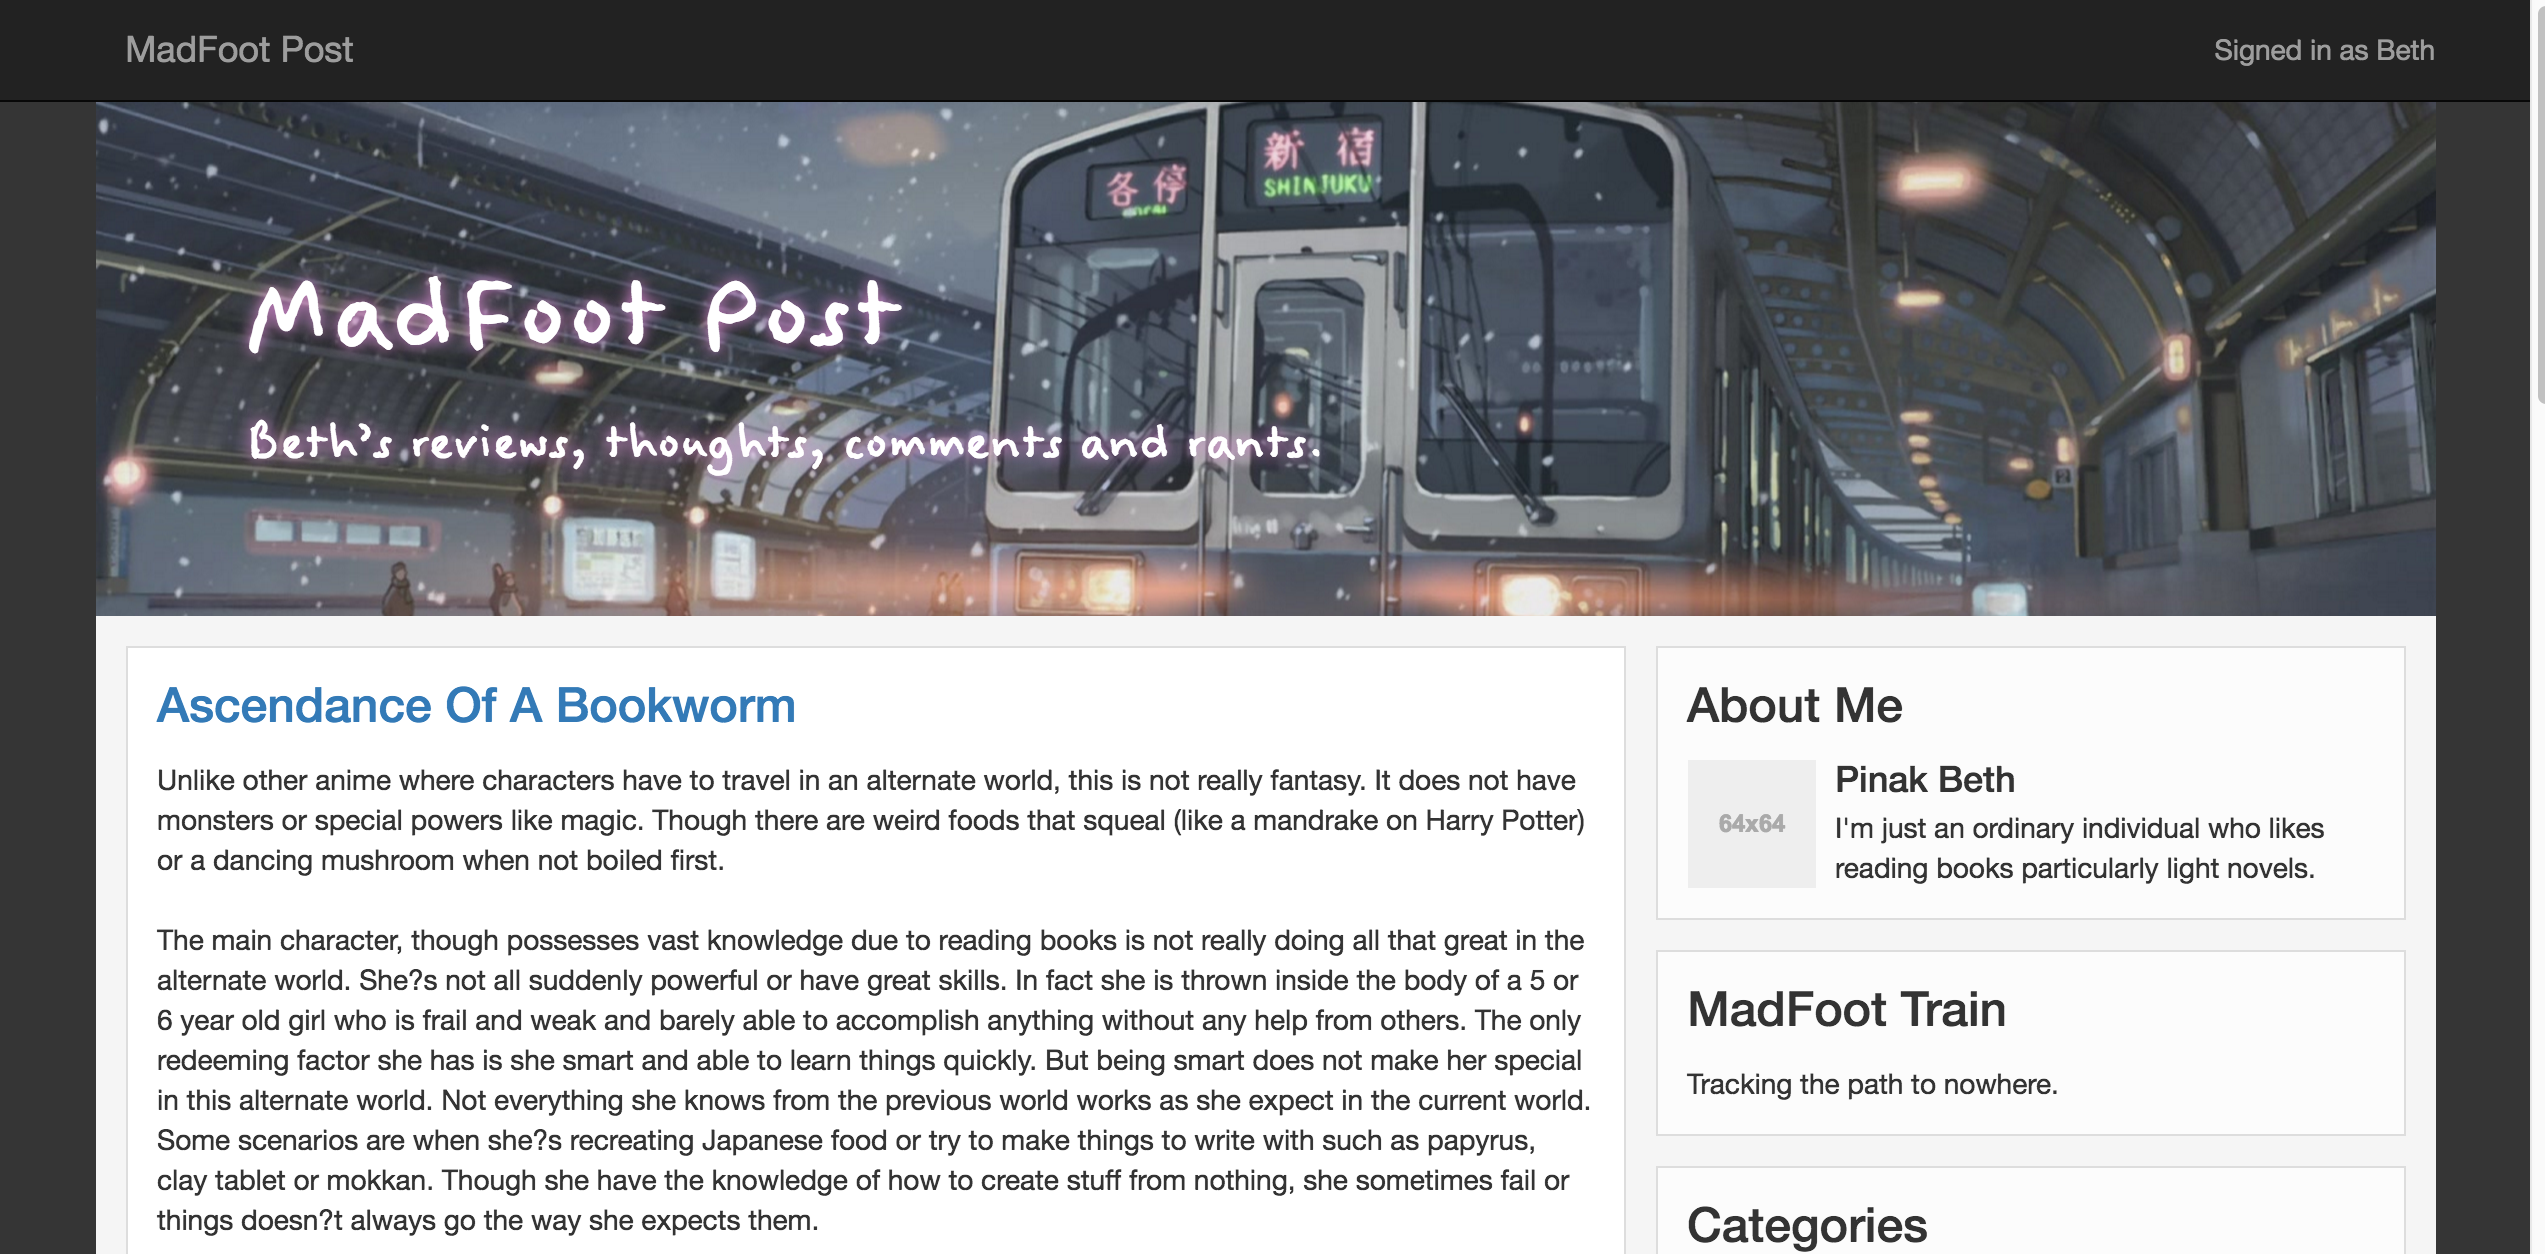 MadFoot Post
Signed in as Beth
各停
新 宿
SHINJUKU
MadFoot Post
Beth's reviews, thoughts, comments and rants.
Ascendance Of A Bookworm
Unlike other anime where characters have to travel in an alternate world, this is not really fantasy. It does not have
monsters or special powers like magic. Though there are weird foods that squeal (like a mandrake on Harry Potter)
or a dancing mushroom when not boiled first.
The main character, though possesses vast knowledge due to reading books is not really doing all that great in the
alternate world. She?s not all suddenly powerful or have great skills. In fact she is thrown inside the body of a 5 or
6 year old girl who is frail and weak and barely able to accomplish anything without any help from others. The only
redeeming factor she has is she smart and able to learn things quickly. But being smart does not make her special
in this alternate world. Not everything she knows from the previous world works as she expect in the current world.
Some scenarios are when she?s recreating Japanese food or try to make things to write with such as papyrus,
clay tablet or mokkan. Though she have the knowledge of how to create stuff from nothing, she sometimes fail or
things doesn?t always go the way she expects them.
About Me
64x64
Pinak Beth
I'm just an ordinary individual who likes
reading books particularly light novels.
MadFoot Train
Tracking the path to nowhere.
Categories